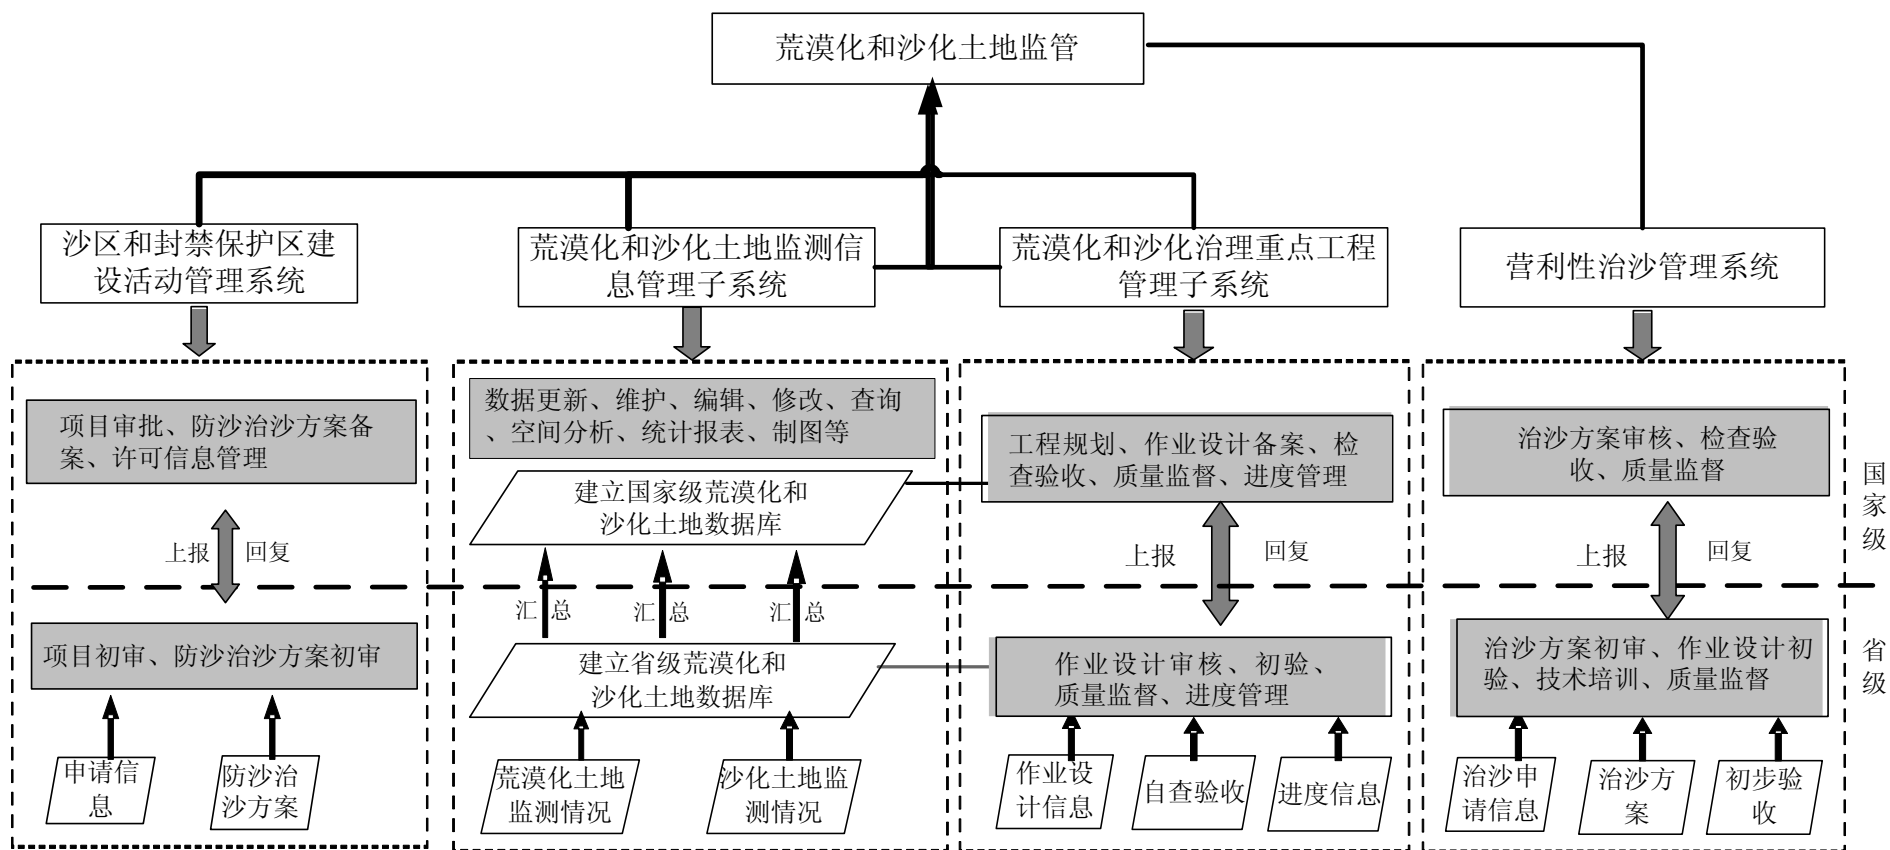 荒漠化和沙化土地监管
沙区和封禁保护区建
设活动管理系统
荒漠化和沙化土地监测信
息管理子系统
荒漠化和沙化治理重点工程
管理子系统
营利性治沙管理系统
项目审批、防沙治沙方案备
案、许可信息管理
上报
回复
项目初审、防沙治沙方案初审
申请信
息
防沙治
沙方案
数据更新、维护、编辑、修改、查询
、空间分析、统计报表、制图等
建立国家级荒漠化和
沙化土地数据库
汇总
汇总
汇总
建立省级荒漠化和
沙化土地数据库
荒漠化土地
监测情况
沙化土地监
测情况
工程规划、作业设计备案、检
查验收、质量监督、进度管理
上报
回复
作业设计审核、初验、
质量监督、进度管理
作业设
计信息
自查验收
进度信息
治沙方案审核、检查验
收、质量监督
上报
回复
治沙方案初审、作业设计初
验、技术培训、质量监督
治沙申
请信息
治沙方
案
初步验
收
国
家
级
省
级